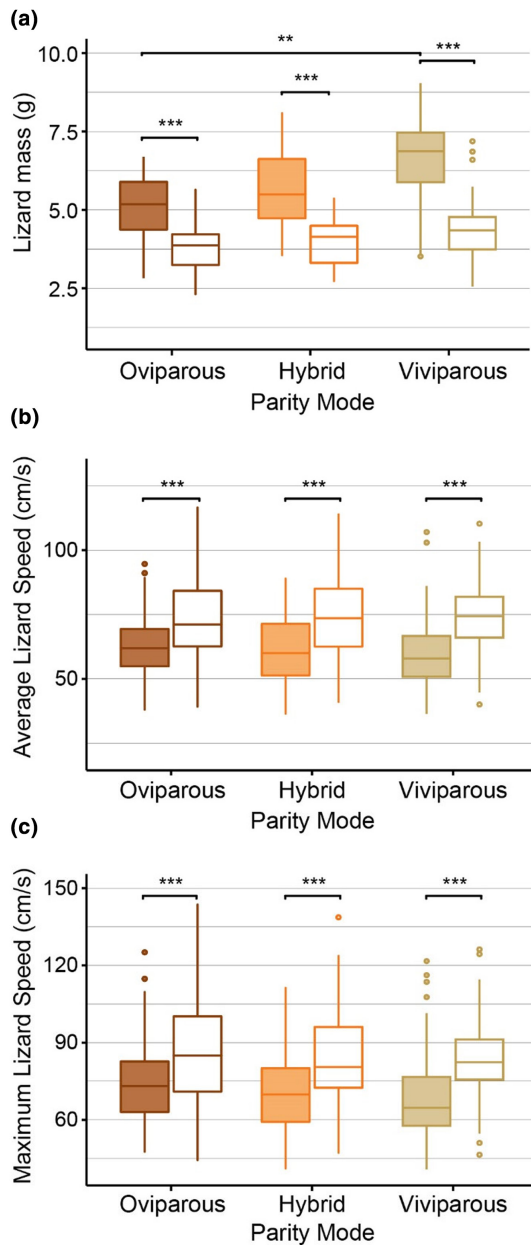 (a)
Lizard mass (g)
10.0
7.5
5.0
2.5
**
***
***
***
Oviparous Hybrid Viviparous
Parity Mode
(b)
Average Lizard Speed (cm/s)
100
50
*** *** ***
Oviparous Hybrid Viviparous
Parity Mode
(c)
Maximum Lizard Speed (cm/s)
150
120
90
60
*** *** ***
Oviparous Hybrid Viviparous
Parity Mode